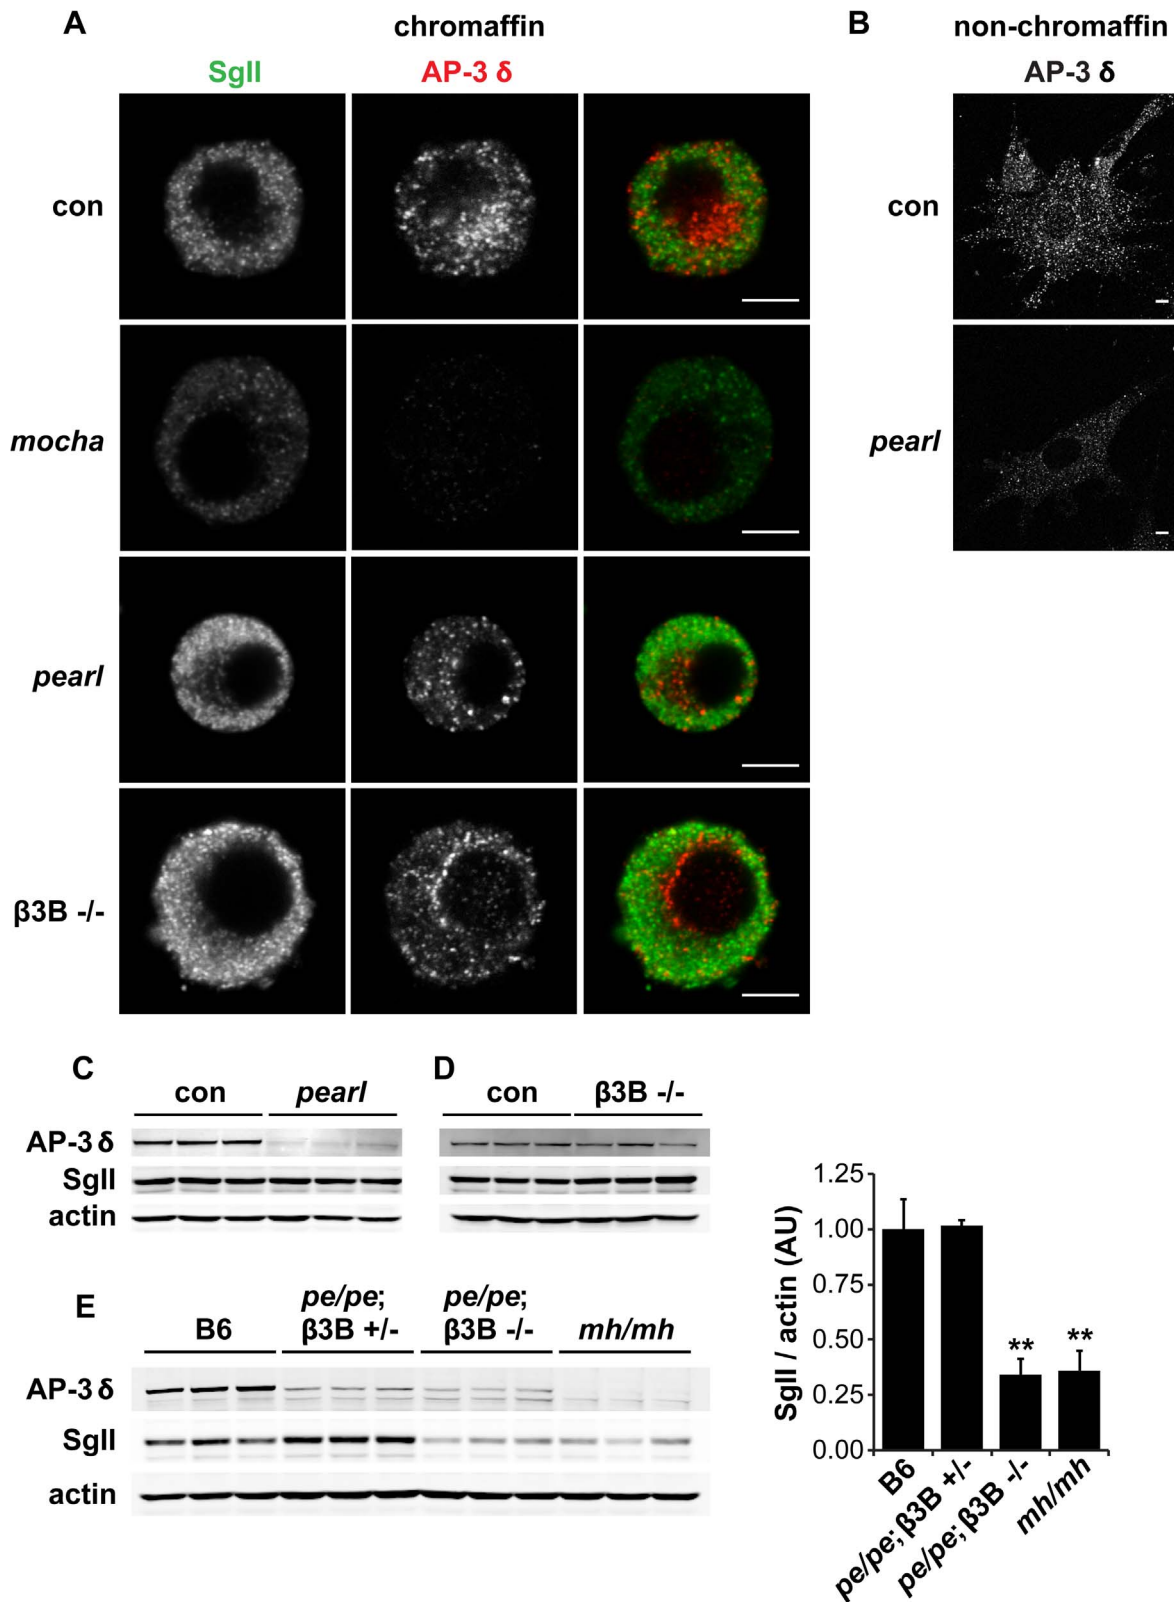 A
chromaffin
SgII
AP-3 δ
con
mocha
pearl
β3B -/-
B
non-chromaffin
AP-3 δ
con
pearl
C
con
pearl
AP-3 δ
SgII
actin
D
con
β3B -/-
E
B6
pe/pe;
β3B +/-
pe/pe;
β3B -/-
mh/mh
AP-3 δ
SgII
actin
SgII / actin (AU)
1.25
1.00
0.75
0.50
0.25
0.00
**
**
B6
pe/pe; β3B +/-
pe/pe; β3B -/-
mh/mh